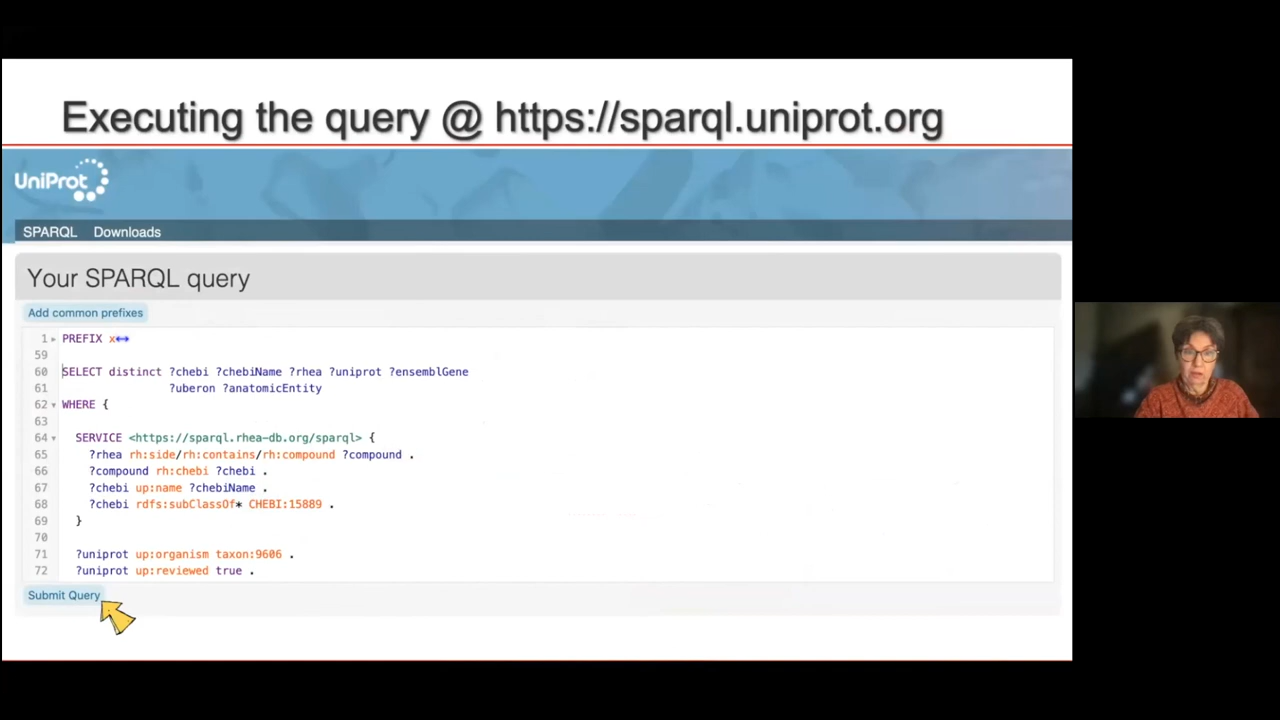 Executing the query @ https://sparql.uniprot.org
UniProt
SPARQL Downloads
Your SPARQL query
Add common prefixes
1 PREFIX x↔
59
60 SELECT distinct ?chebi ?chebiName ?rhea ?uniprot ?ensemblGene
61 ?uberon ?anatomicEntity
62 WHERE {
63
64 SERVICE <https://sparql.rhea-db.org/sparql> {
65 ?rhea rh:side/rh:contains/rh:compound ?compound .
66 ?compound rh:chebi ?chebi .
67 ?chebi up:name ?chebiName .
68 ?chebi rdfs:subClassOf* CHEBI:15889 .
69 }
70
71 ?uniprot up:organism taxon:9606 .
72 ?uniprot up:reviewed true .
Submit Query